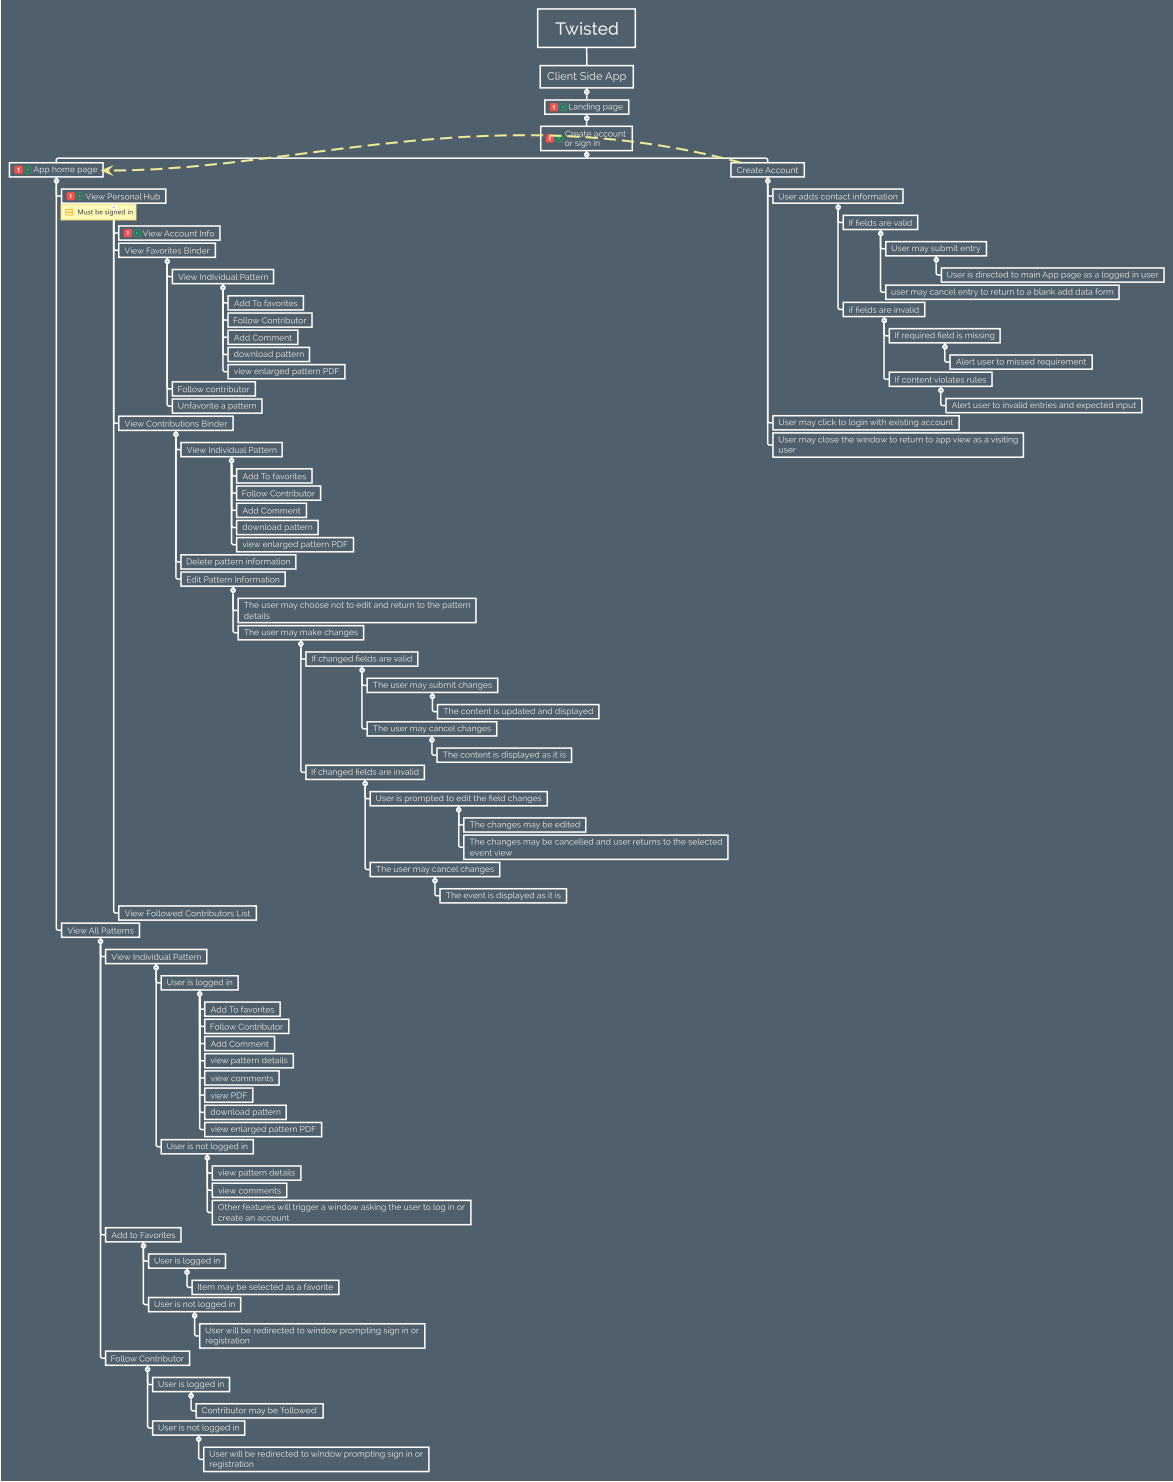 Twisted
Client Side App
Landing page
Create account
or sign in
App home page
View Personal Hub
Must be signed in
View Account Info
View Favorites Binder
View Individual Pattern
Add To favorites
Follow Contributor
Add Comment
download pattern
view enlarged pattern PDF
Follow contributor
Unfavorite a pattern
View Contributions Binder
View Individual Pattern
Add To favorites
Follow Contributor
Add Comment
download pattern
view enlarged pattern PDF
Delete pattern information
Edit Pattern Information
The user may choose not to edit and return to the pattern
details
The user may make changes
If changed fields are valid
The user may submit changes
The content is updated and displayed
The user may cancel changes
The content is displayed as it is
If changed fields are invalid
User is prompted to edit the field changes
The changes may be edited
The changes may be cancelled and user returns to the selected
event view
The user may cancel changes
The event is displayed as it is
View Followed Contributors List
View All Patterns
View Individual Pattern
User is logged in
Add To favorites
Follow Contributor
Add Comment
view pattern details
view comments
view PDF
download pattern
view enlarged pattern PDF
User is not logged in
view pattern details
view comments
Other features will trigger a window asking the user to log in or
create an account
Add to Favorites
User is logged in
Item may be selected as a favorite
User is not logged in
User will be redirected to window prompting sign in or
registration
Follow Contributor
User is logged in
Contributor may be 'followed'
User is not logged in
User will be redirected to window prompting sign in or
registration
Create Account
User adds contact information
If fields are valid
User may submit entry
User is directed to main App page as a logged in user
user may cancel entry to return to a blank add data form
if fields are invalid
If required field is missing
Alert user to missed requirement
If content violates rules
Alert user to invalid entries and expected input
User may click to login with existing account
User may close the window to return to app view as a visiting
user